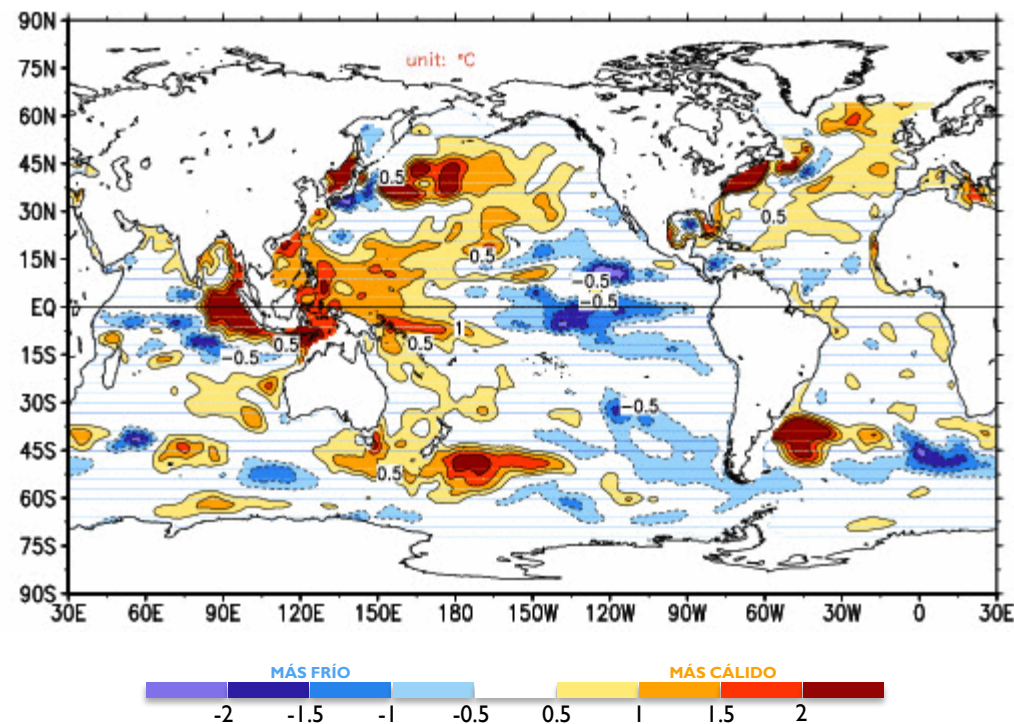 90N
75N
60N
45N
30N
15N
EQ
15S
30S
45S
60S
75S
90S
unit: °C
0.5
0.5
0.5
-0.5
-0.5
1
0.5
0.5
-0.5
-0.5
0.5
30E 60E 90E 120E 150E 180 150W 120W 90W 60W 30W 0 30E
MÁS FRÍO MÁS CÁLIDO
-2 -1.5 -1 -0.5 0.5 1 1.5 2